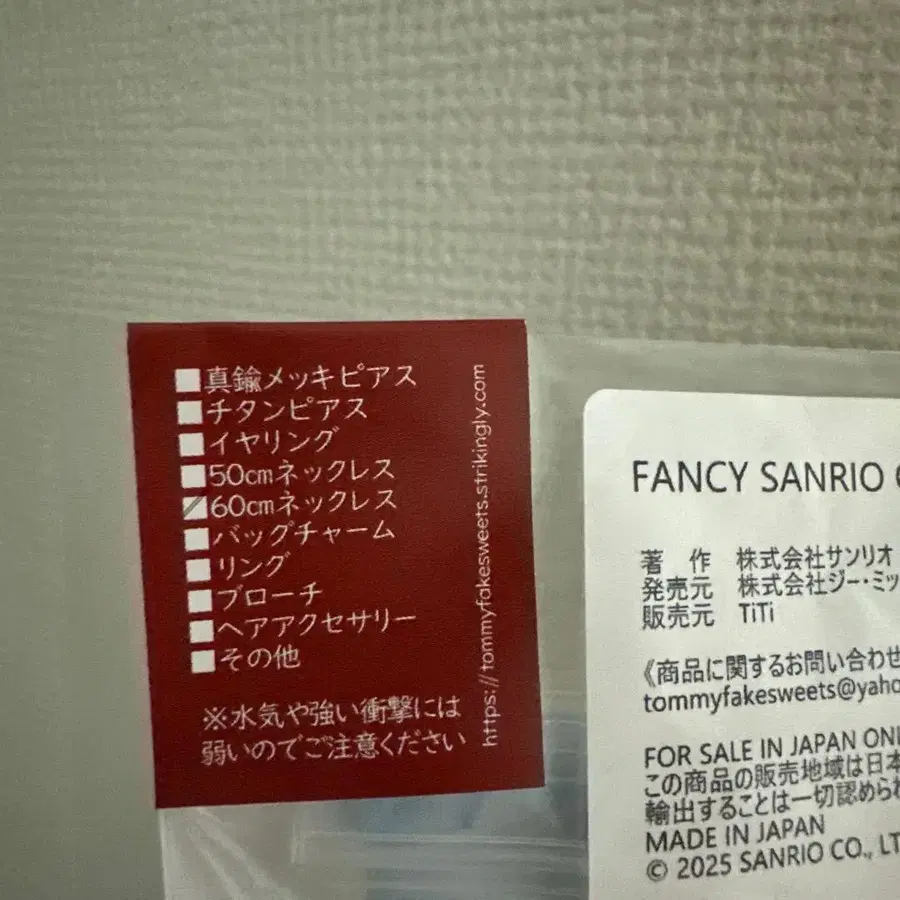 真鍮メッキピアス
チタンピアス
イヤリング
50cmネックレス
60cmネックレス
バッグチャーム
リング
ブローチ
ヘアアクセサリー
その他
※水気や強い衝撃には
弱いのでご注意ください
https://tommyfakesweets.strikingly.com
FANCY SANRIO
著 作 株式会社サンリオ
発売元 株式会社ジー・ミッ
販売元 TiTi
《商品に関するお問い合わせ
tommyfakesweets@yaho
FOR SALE IN JAPAN ONL
この商品の販売地域は日本
輸出することは一切認めら
MADE IN JAPAN
© 2025 SANRIO CO., LT